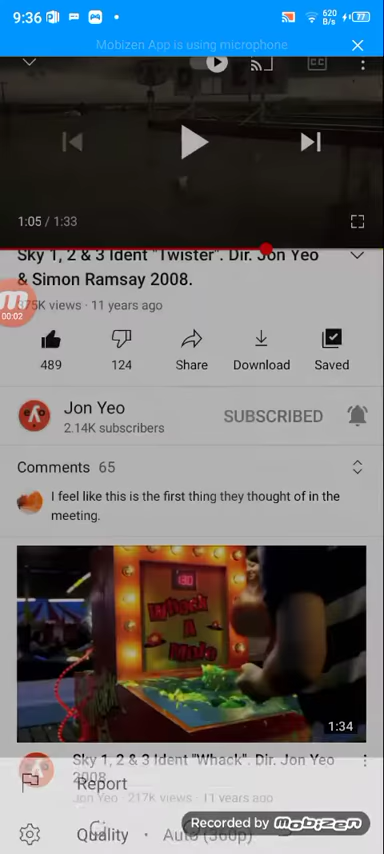 9:36
620
B/s
77
Mobizen App is using microphone
CC
1:05 / 1:33
Sky 1, 2 & 3 Ident "Twister". Dir. Jon Yeo
& Simon Ramsay 2008.
375K views · 11 years ago
00:02
489
124
Share
Download
Saved
Jon Yeo
2.14K subscribers
SUBSCRIBED
Comments 65
I feel like this is the first thing they thought of in the
meeting.
130
Whack
A
Mole
1:34
Sky 1, 2 & 3 Ident "Whack". Dir. Jon Yeo
2008.
Report
Jon Yeo · 217K views · 11 years ago
Recorded by Mobizen
Quality · Auto (360p)